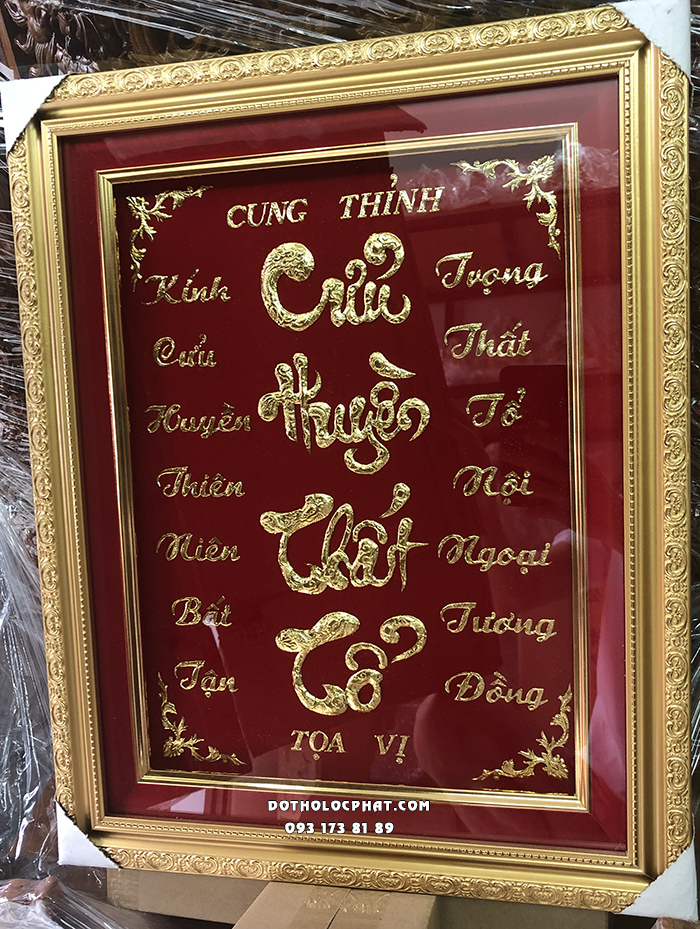 CUNG THỈNH
Kính
Cửu
Huyền
Thiên
Niên
Bất
Tận
Cửu
Huyền
Thất
Tổ
Trọng
Thất
Tổ
Nội
Ngoại
Tương
Đồng
TỌA VỊ
DOTHOLOCPHAT.COM
093 173 81 89